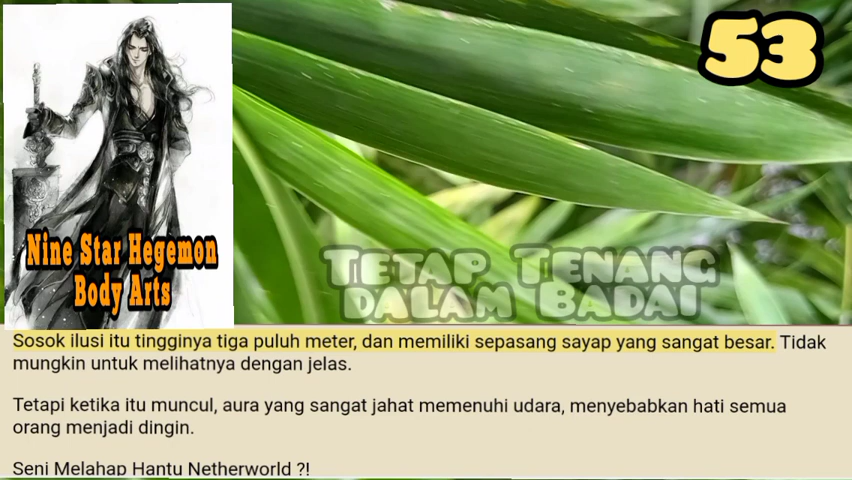 53
Nine Star Hegemon
Body Arts
Tetap Tenang
Dalam Badai
Sosok ilusi itu tingginya tiga puluh meter, dan memiliki sepasang sayap yang sangat besar. Tidak
mungkin untuk melihatnya dengan jelas.
Tetapi ketika itu muncul, aura yang sangat jahat memenuhi udara, menyebabkan hati semua
orang menjadi dingin.
Seni Melahap Hantu Netherworld ?!